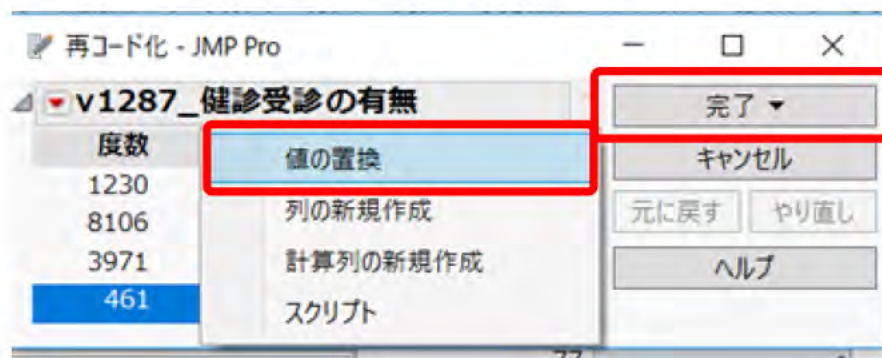 再コード化 - JMP Pro
v1287_健診受診の有無
完了
度数
値の置換
キャンセル
1230
列の新規作成
元に戻す
やり直し
8106
3971
計算列の新規作成
ヘルプ
461
スクリプト
77